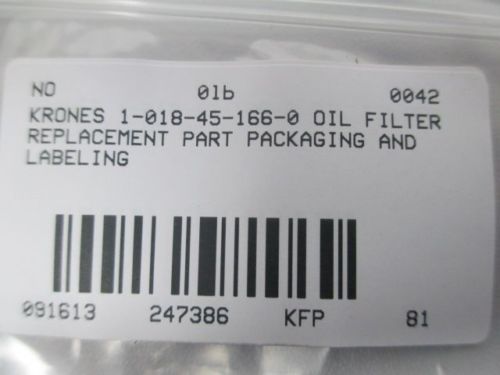 NO 01b 0042
KRONES 1-018-45-166-0 OIL FILTER
REPLACEMENT PART PACKAGING AND
LABELING
091613 247386 KFP 81